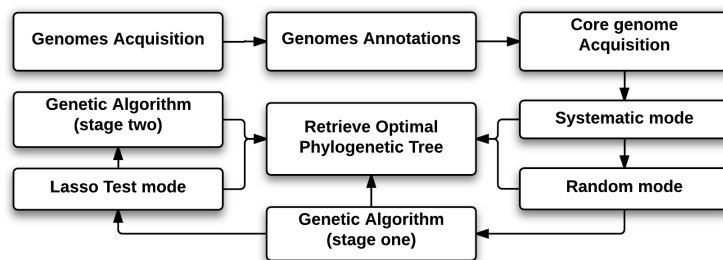 Genomes Acquisition
Genomes Annotations
Core genome
Acquisition
Systematic mode
Random mode
Genetic Algorithm
(stage one)
Lasso Test mode
Genetic Algorithm
(stage two)
Retrieve Optimal
Phylogenetic Tree